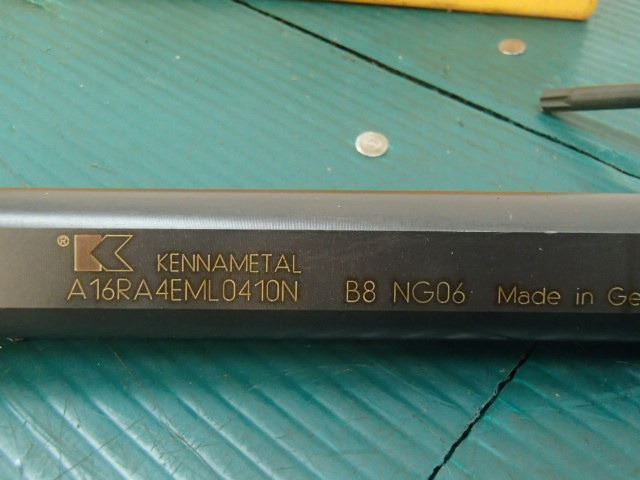 ® KENNAMETAL
A16RA4EML0410N B8 NG06 Made in Ge